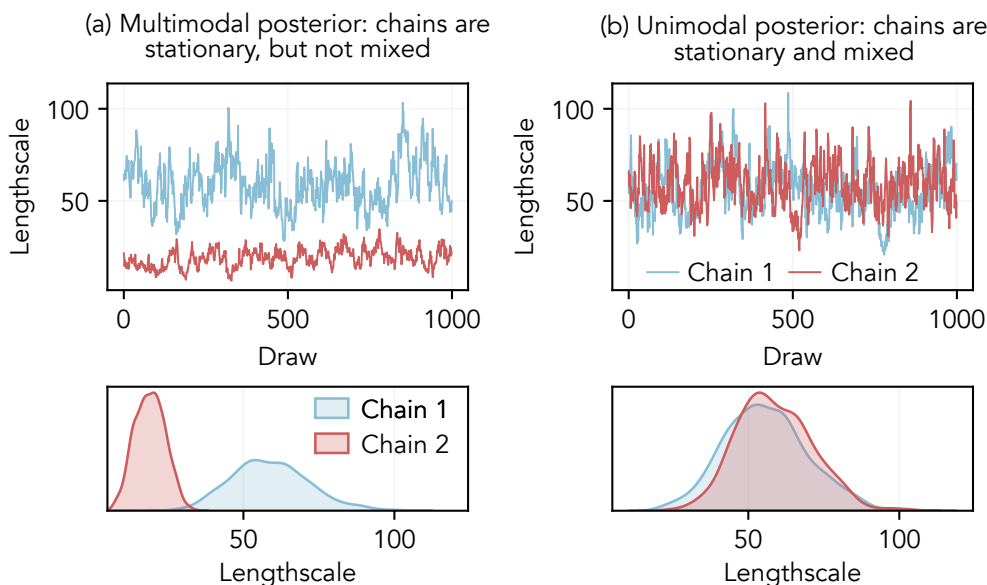 (a) Multimodal posterior: chains are
stationary, but not mixed
100
50
Lengthscale
0
500
1000
Draw
Chain 1
Chain 2
50
100
Lengthscale
(b) Unimodal posterior: chains are
stationary and mixed
100
50
Lengthscale
Chain 1
Chain 2
0
500
1000
Draw
50
100
Lengthscale